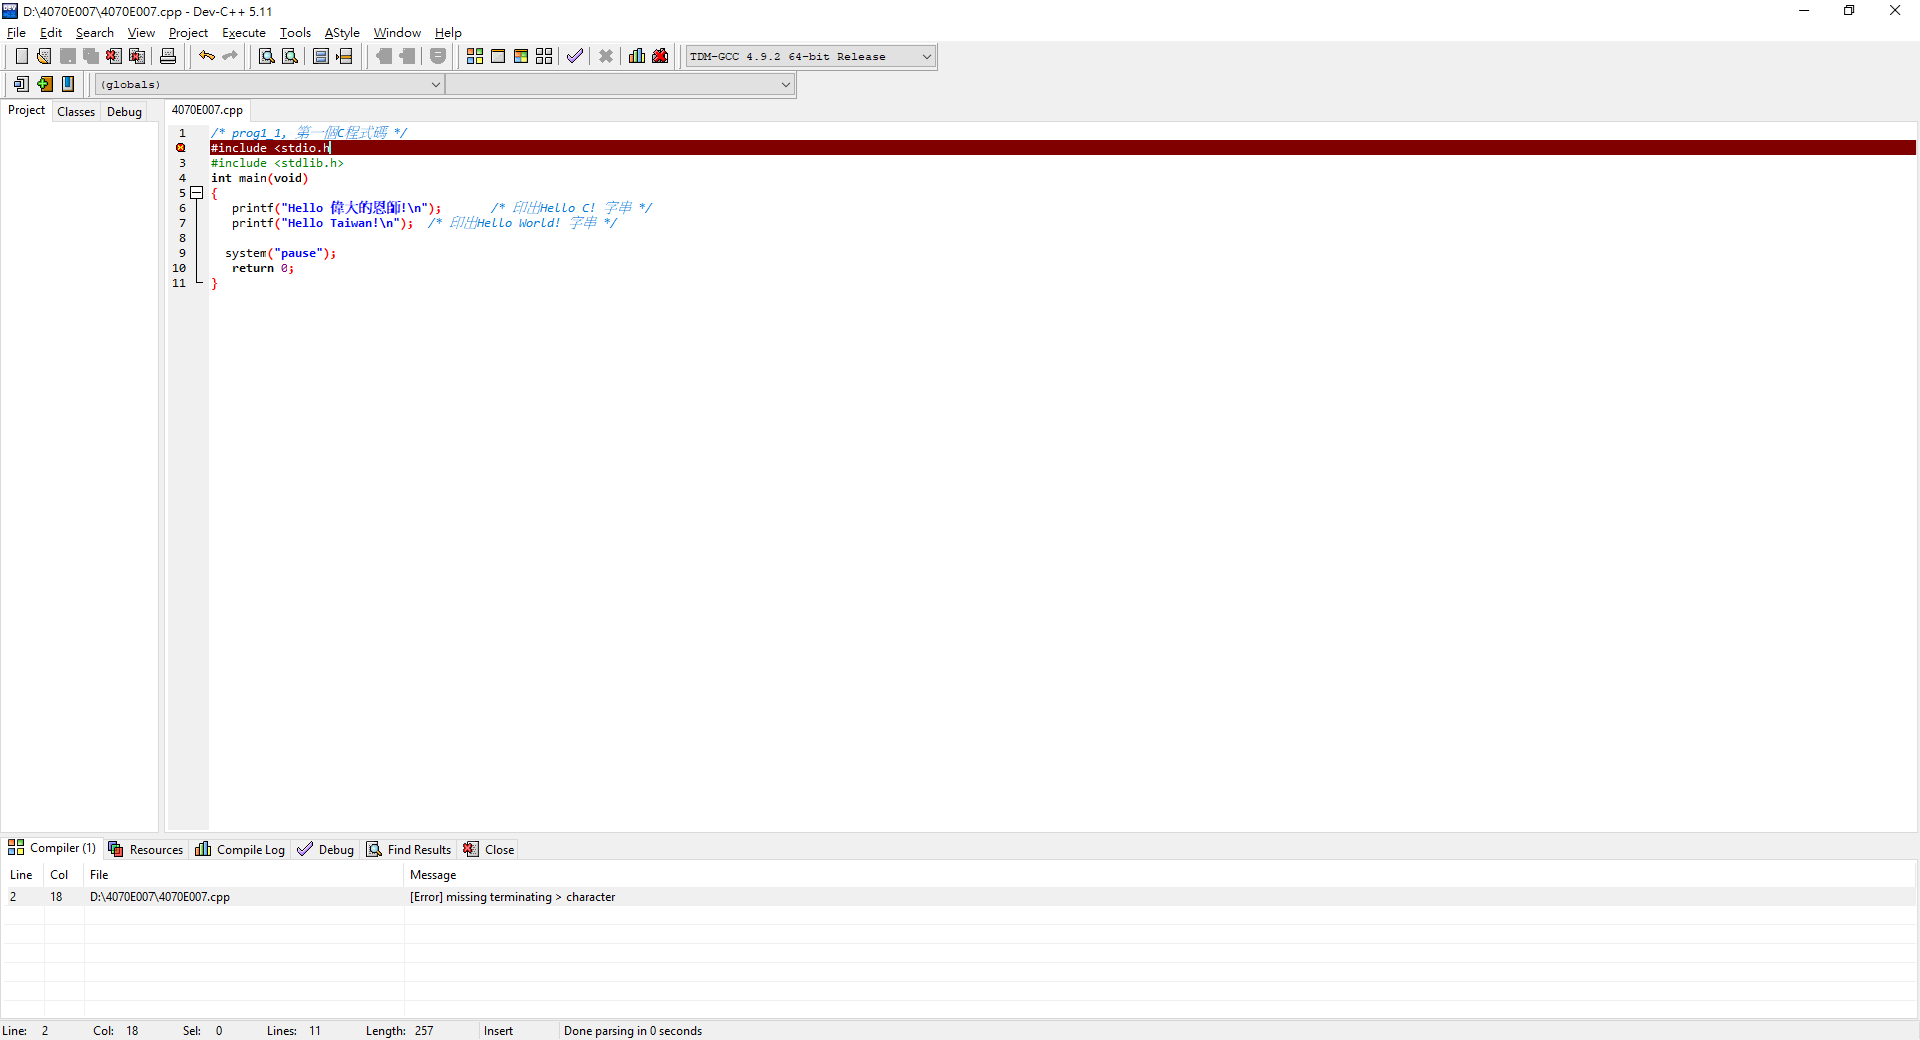 D:\4070E007\4070E007.cpp - Dev-C++ 5.11
File Edit Search View Project Execute Tools AStyle Window Help
TDM-GCC 4.9.2 64-bit Release
(globals)
Project Classes Debug
4070E007.cpp
1 /* prog1_1, 第一個C程式碼 */
#include <stdio.h
3 #include <stdlib.h>
4 int main(void)
5 {
6 printf("Hello 偉大的恩師!\n"); /* 印出Hello C! 字串 */
7 printf("Hello Taiwan!\n"); /* 印出Hello World! 字串 */
8
9 system("pause");
10 return 0;
11 }
Compiler (1) Resources Compile Log Debug Find Results Close
Line Col File Message
2 18 D:\4070E007\4070E007.cpp [Error] missing terminating > character
Line: 2 Col: 18 Sel: 0 Lines: 11 Length: 257 Insert Done parsing in 0 seconds